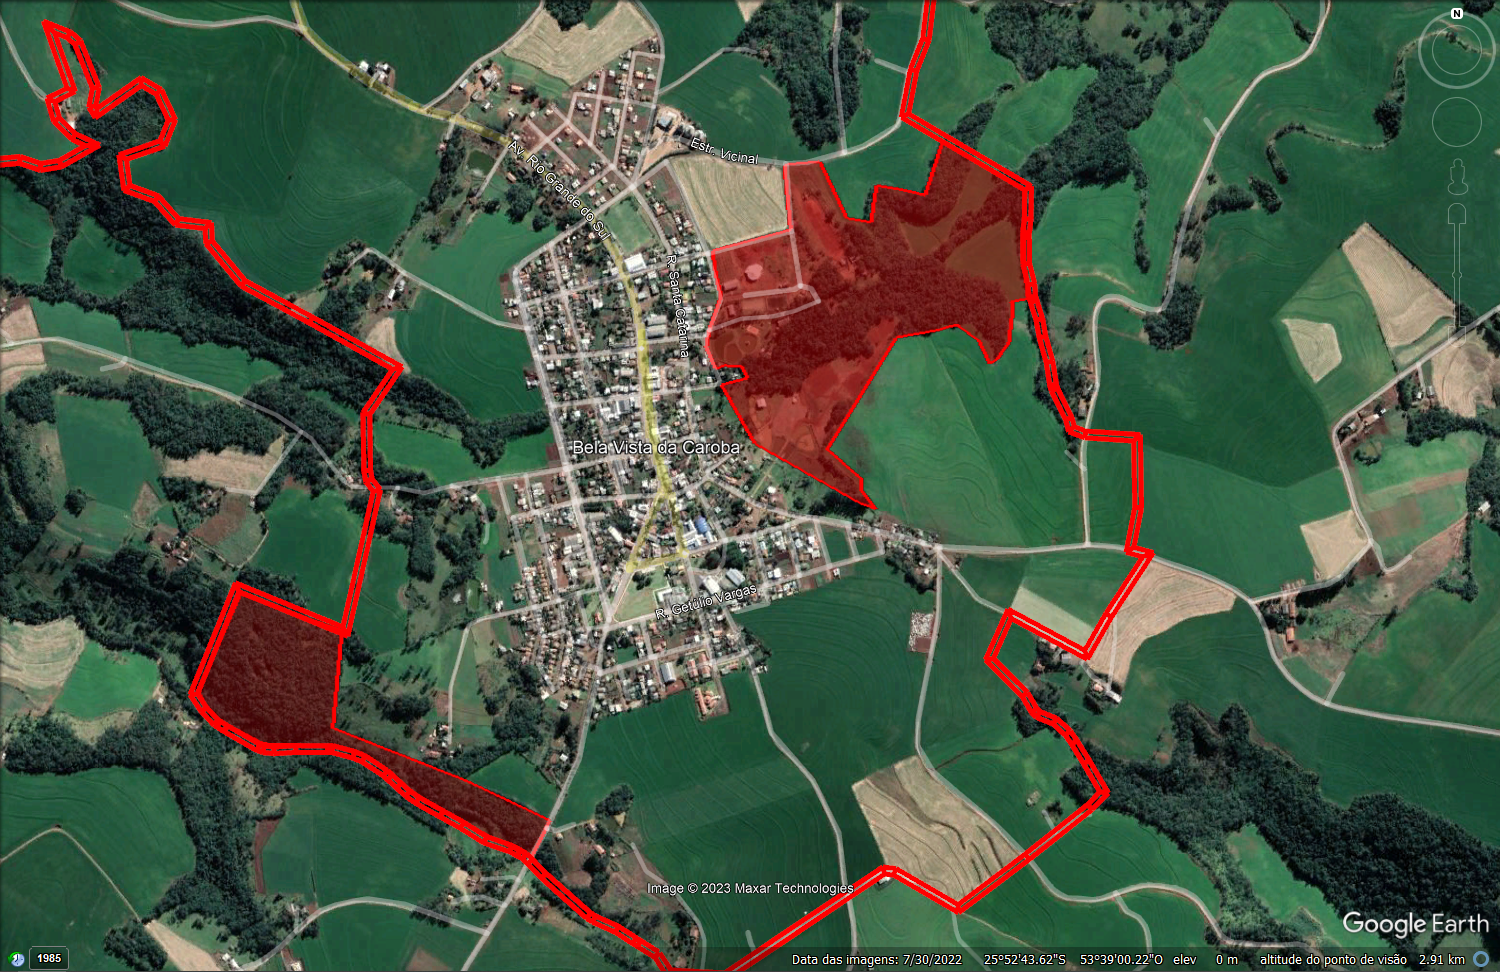 N
Estr. Vicinal
Av. Rio Grande do Sul
R. Santa Catarina
Bela Vista da Caroba
R. Getúlio Vargas
Image © 2023 Maxar Technologies
Google Earth
1985
Data das imagens: 7/30/2022 25°52'43.62"S 53°39'00.22"O elev 0 m altitude do ponto de visão 2.91 km